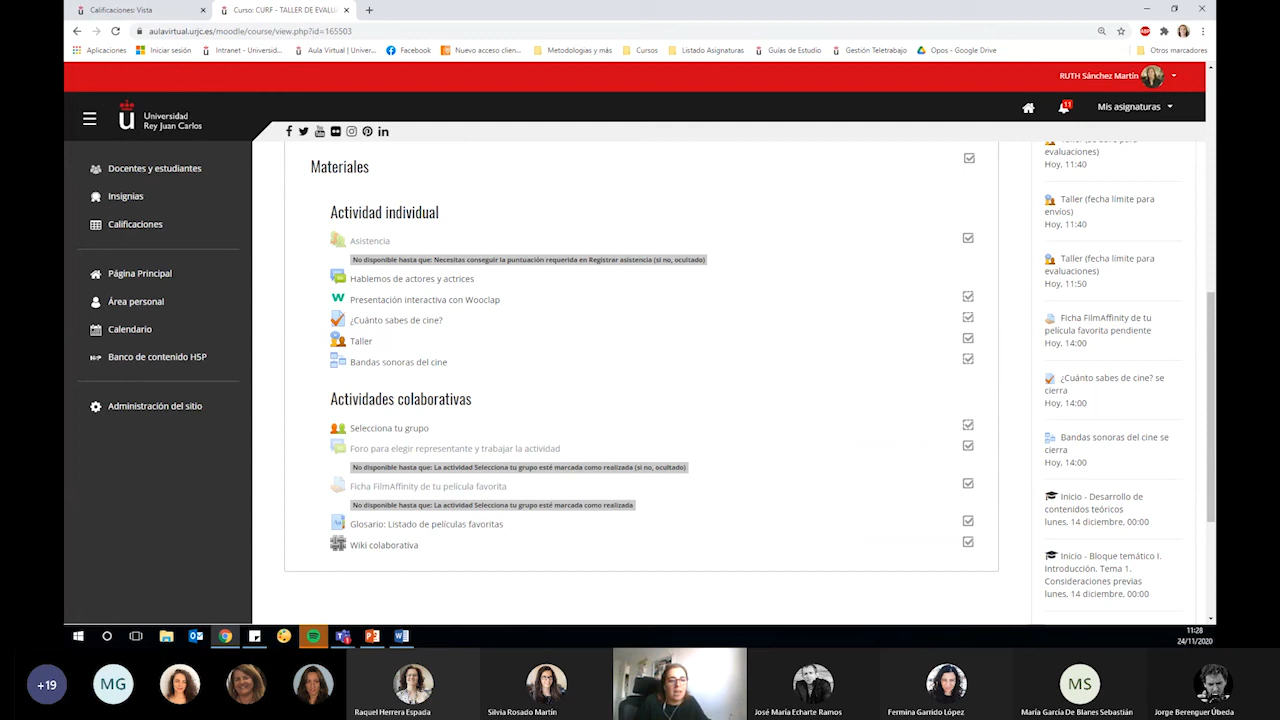 Calificaciones: Vista
Curso: CURF - TALLER DE EVALU
aulavirtual.urjc.es/moodle/course/view.php?id=165503
Aplicaciones
Iniciar sesión
Intranet - Universid...
Aula Virtual | Univer...
Facebook
Nuevo acceso clien...
Metodologias y más
Cursos
Listado Asignaturas
Guías de Estudio
Gestión Teletrabajo
Opos - Google Drive
Otros marcadores
RUTH Sánchez Martín
Universidad
Rey Juan Carlos
11
Mis asignaturas
Docentes y estudiantes
Insignias
Calificaciones
Página Principal
Área personal
Calendario
Banco de contenido H5P
Administración del sitio
Materiales
Actividad individual
Asistencia
No disponible hasta que: Necesitas conseguir la puntuación requerida en Registrar asistencia (si no, ocultado)
Hablemos de actores y actrices
Presentación interactiva con Wooclap
¿Cuánto sabes de cine?
Taller
Bandas sonoras del cine
Actividades colaborativas
Selecciona tu grupo
Foro para elegir representante y trabajar la actividad
No disponible hasta que: La actividad Selecciona tu grupo esté marcada como realizada (si no, ocultado)
Ficha FilmAffinity de tu película favorita
No disponible hasta que: La actividad Selecciona tu grupo esté marcada como realizada
Glosario: Listado de películas favoritas
Wiki colaborativa
evaluaciones)
Hoy, 11:40
Taller (fecha límite para
envíos)
Hoy, 11:40
Taller (fecha límite para
evaluaciones)
Hoy, 11:50
Ficha FilmAffinity de tu
película favorita pendiente
Hoy, 14:00
¿Cuánto sabes de cine? se
cierra
Hoy, 14:00
Bandas sonoras del cine se
cierra
Hoy, 14:00
Inicio - Desarrollo de
contenidos teóricos
lunes, 14 diciembre, 00:00
Inicio - Bloque temático I.
Introducción. Tema 1.
Consideraciones previas
lunes, 14 diciembre, 00:00
11:28
24/11/2020
+19
MG
MS
Raquel Herrera Espada
Silvia Rosado Martín
José María Echarte Ramos
Fermina Garrido López
María García De Blanes Sebastián
Jorge Berenguer Úbeda